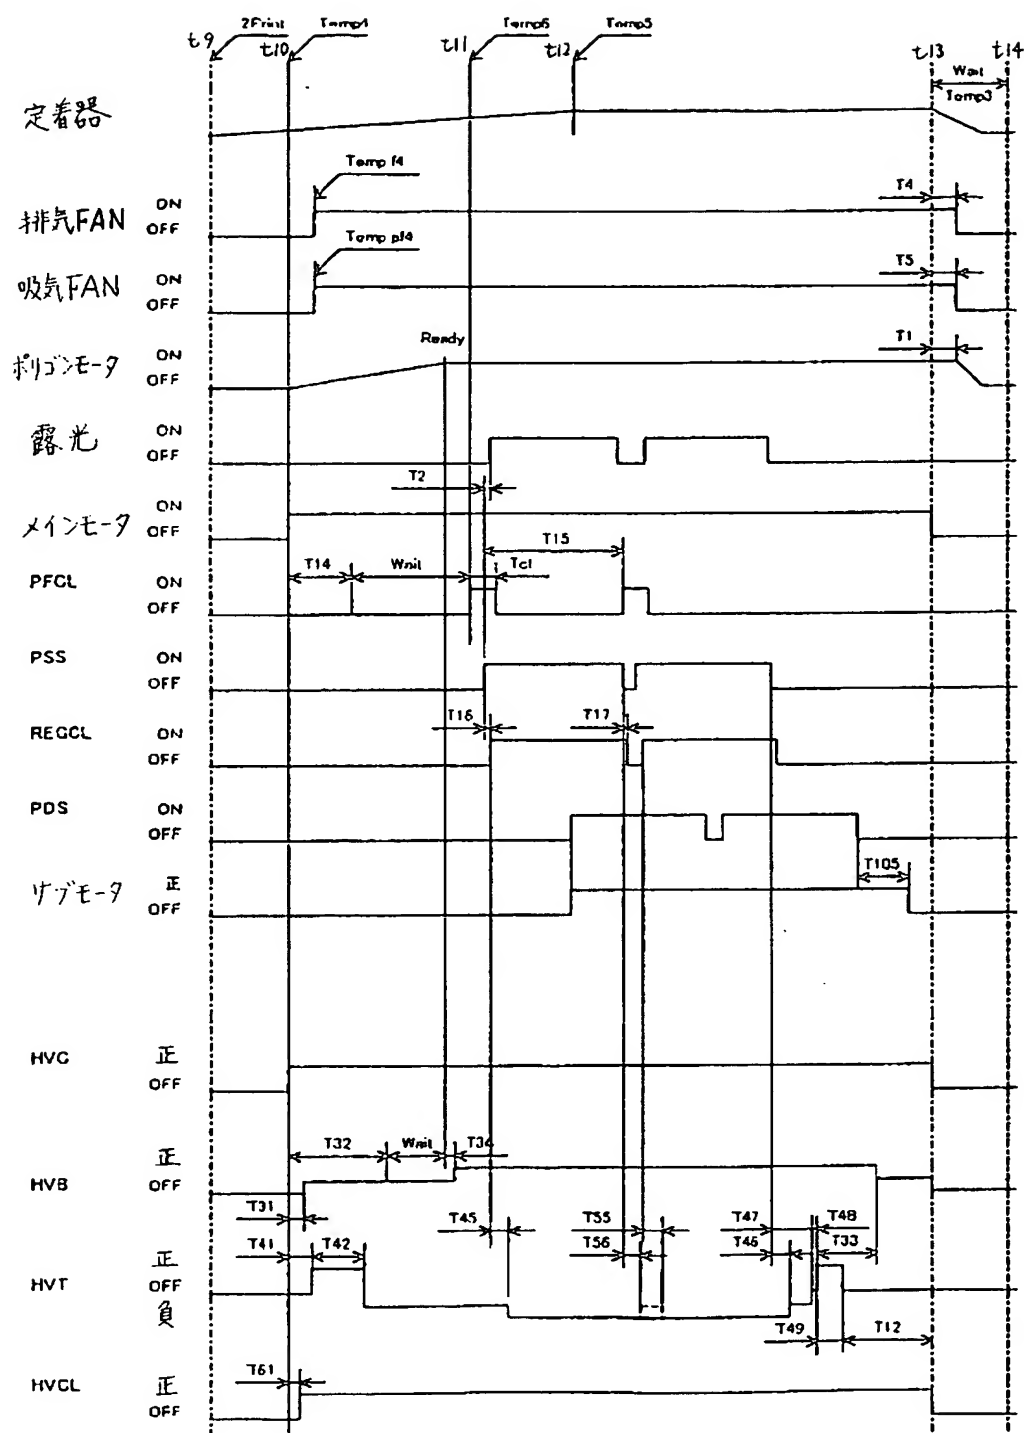 t9 2Print t10 Temp4 t11 Temp6 t12 Temp5 t13 t14
Wait
Temp3
定着器
Temp f4
T4
排気FAN ON
OFF
Temp pf4
T5
吸気FAN ON
OFF
Ready
T1
ポリゴンモータ ON
OFF
露光 ON
OFF
T2
メインモータ ON
OFF
T15
T14 Wait Tcl
PFCL ON
OFF
PSS ON
OFF
T16 T17
REGCL ON
OFF
PDS ON
OFF
T105
サブモータ 正
OFF
HVC 正
OFF
T32 Wait T34
HVB 正
OFF
T31 T45 T55 T47 T48
T41 T42 T56 T46 T33
HVT 正
OFF
負
T49 T12
T61
HVCL 正
OFF